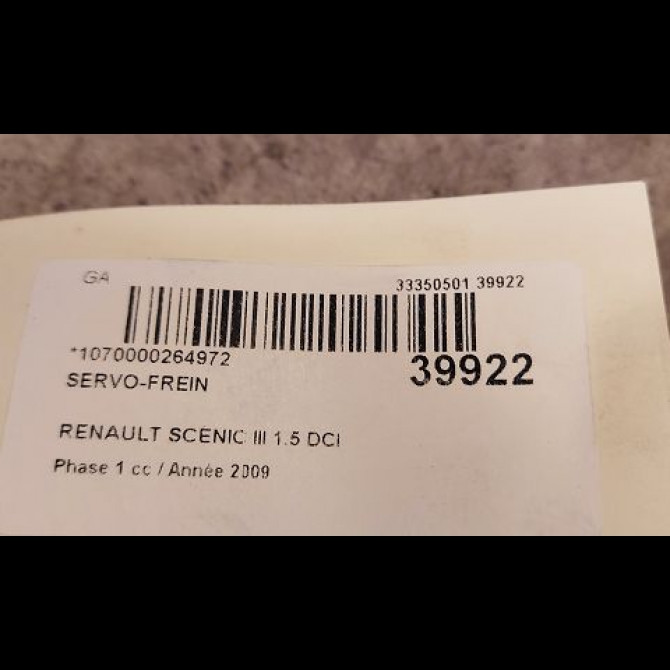 GA
33350501 39922
*1070000264972
39922
SERVO-FREIN
RENAULT SCENIC III 1.5 DCI
Phase 1 cc / Année 2009